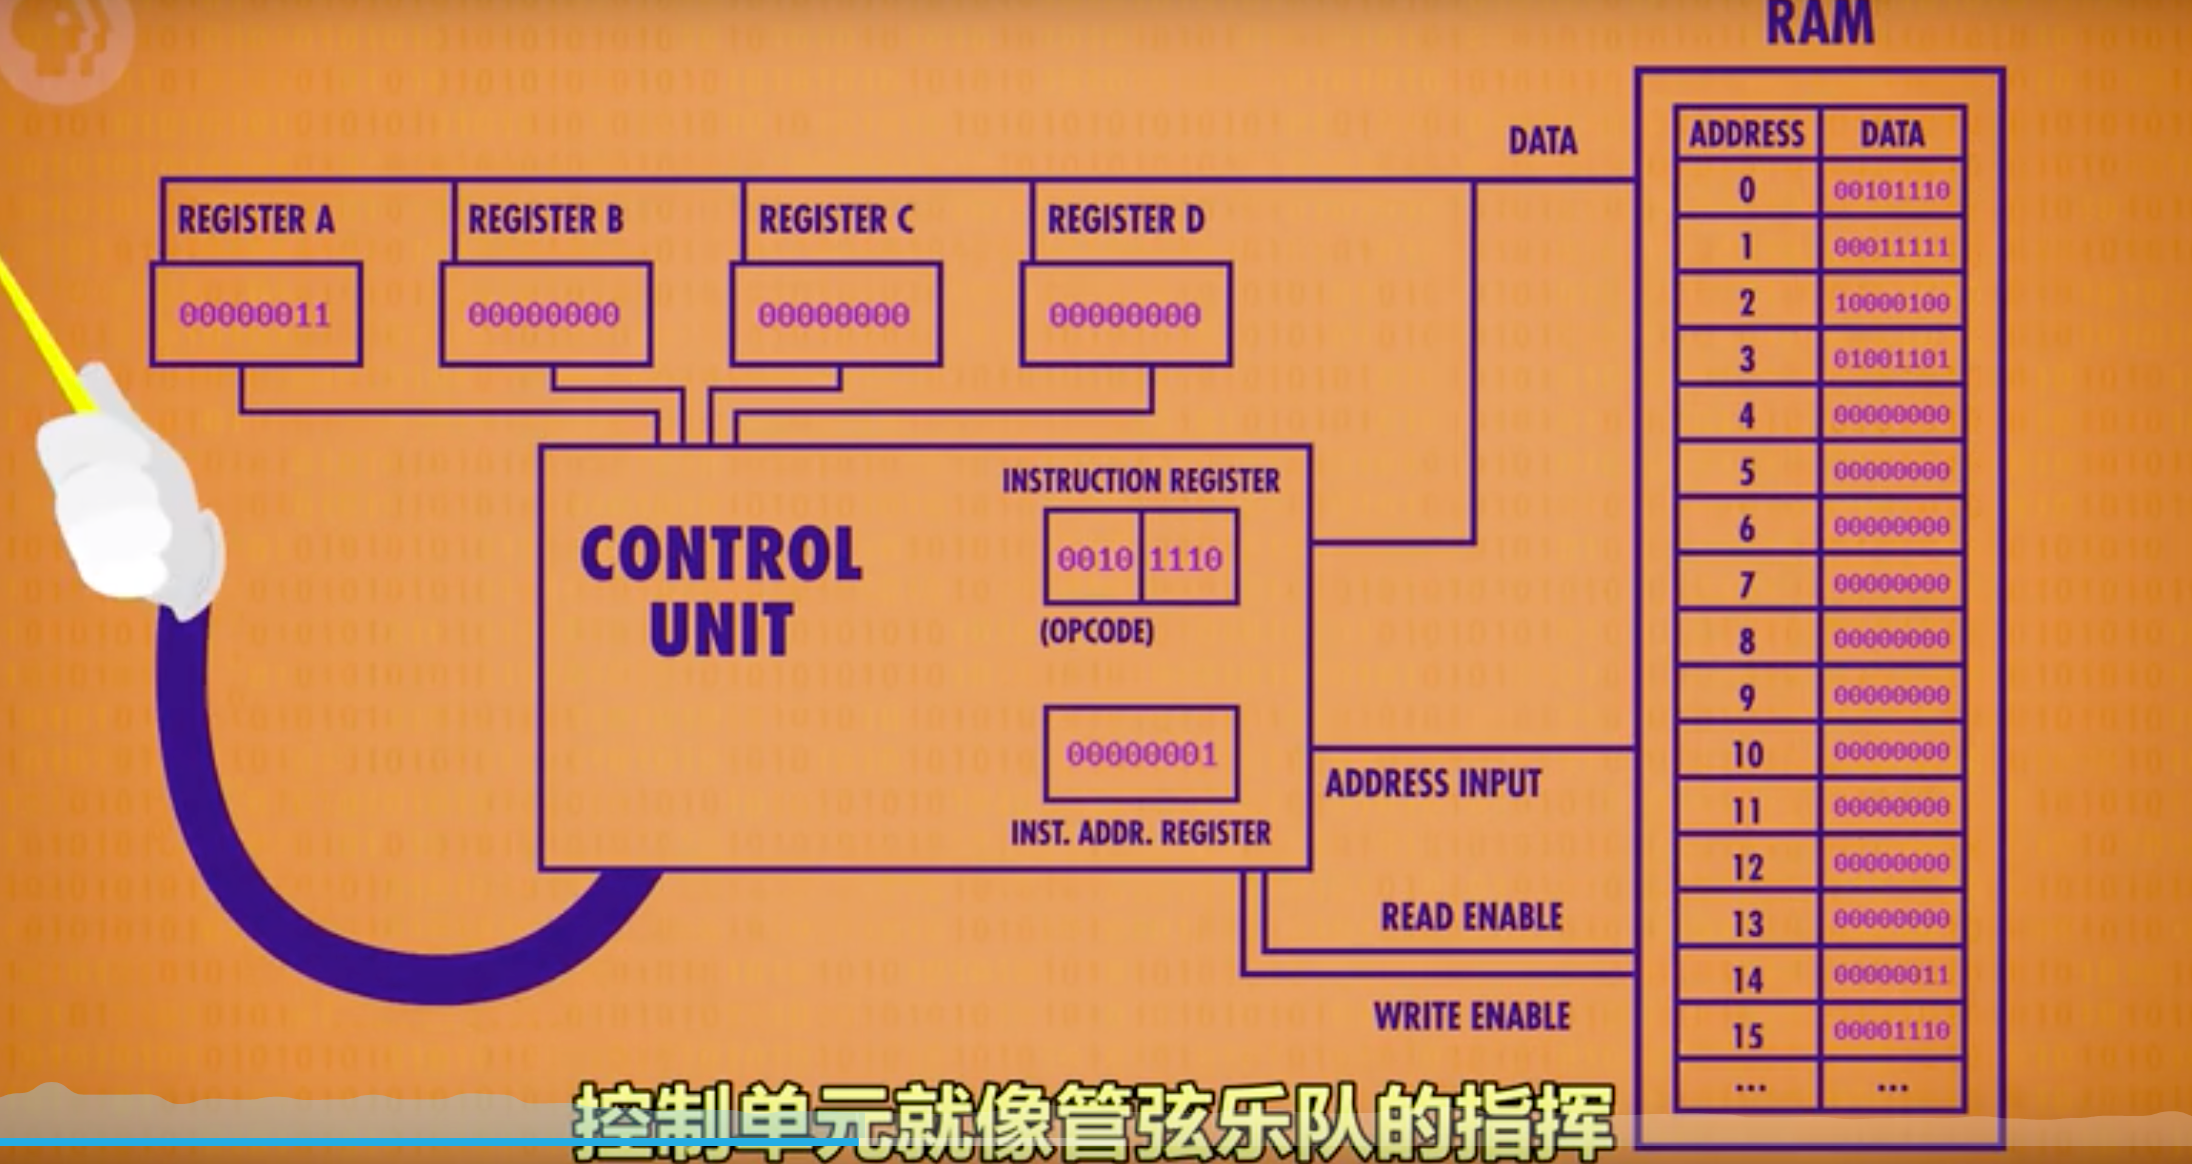 RAM
DATA
ADDRESS DATA
0 00101110
1 00011111
2 10000100
3 01001101
4 00000000
5 00000000
6 00000000
7 00000000
8 00000000
9 00000000
10 00000000
11 00000000
12 00000000
13 00000000
14 00000011
15 00001110
... ...
REGISTER A
00000011
REGISTER B
00000000
REGISTER C
00000000
REGISTER D
00000000
CONTROL
UNIT
INSTRUCTION REGISTER
0010 1110
(OPCODE)
00000001
INST. ADDR. REGISTER
ADDRESS INPUT
READ ENABLE
WRITE ENABLE
控制单元就像管弦乐队的指挥